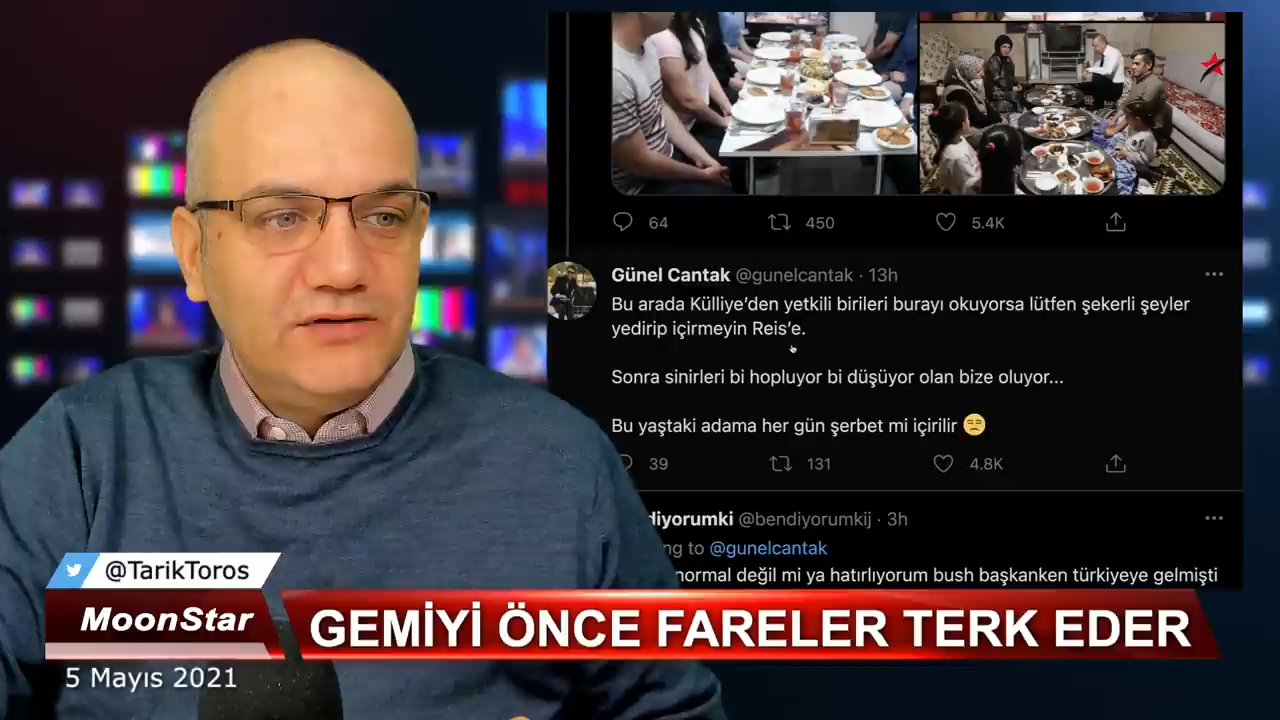 64 450 5.4K
Günel Cantak @gunelcantak · 13h
Bu arada Külliye'den yetkili birileri burayı okuyorsa lütfen şekerli şeyler
yedirip içirmeyin Reis'e.
Sonra sinirleri bi hopluyor bi düşüyor olan bize oluyor...
Bu yaştaki adama her gün şerbet mi içirilir 😒
39 131 4.8K
diyorumki @bendiyorumkij · 3h
ng to @gunelcantak
normal değil mi ya hatırlıyorum bush başkanken türkiyeye gelmişti
@TarikToros
MoonStar
GEMİYİ ÖNCE FARELER TERK EDER
5 Mayıs 2021